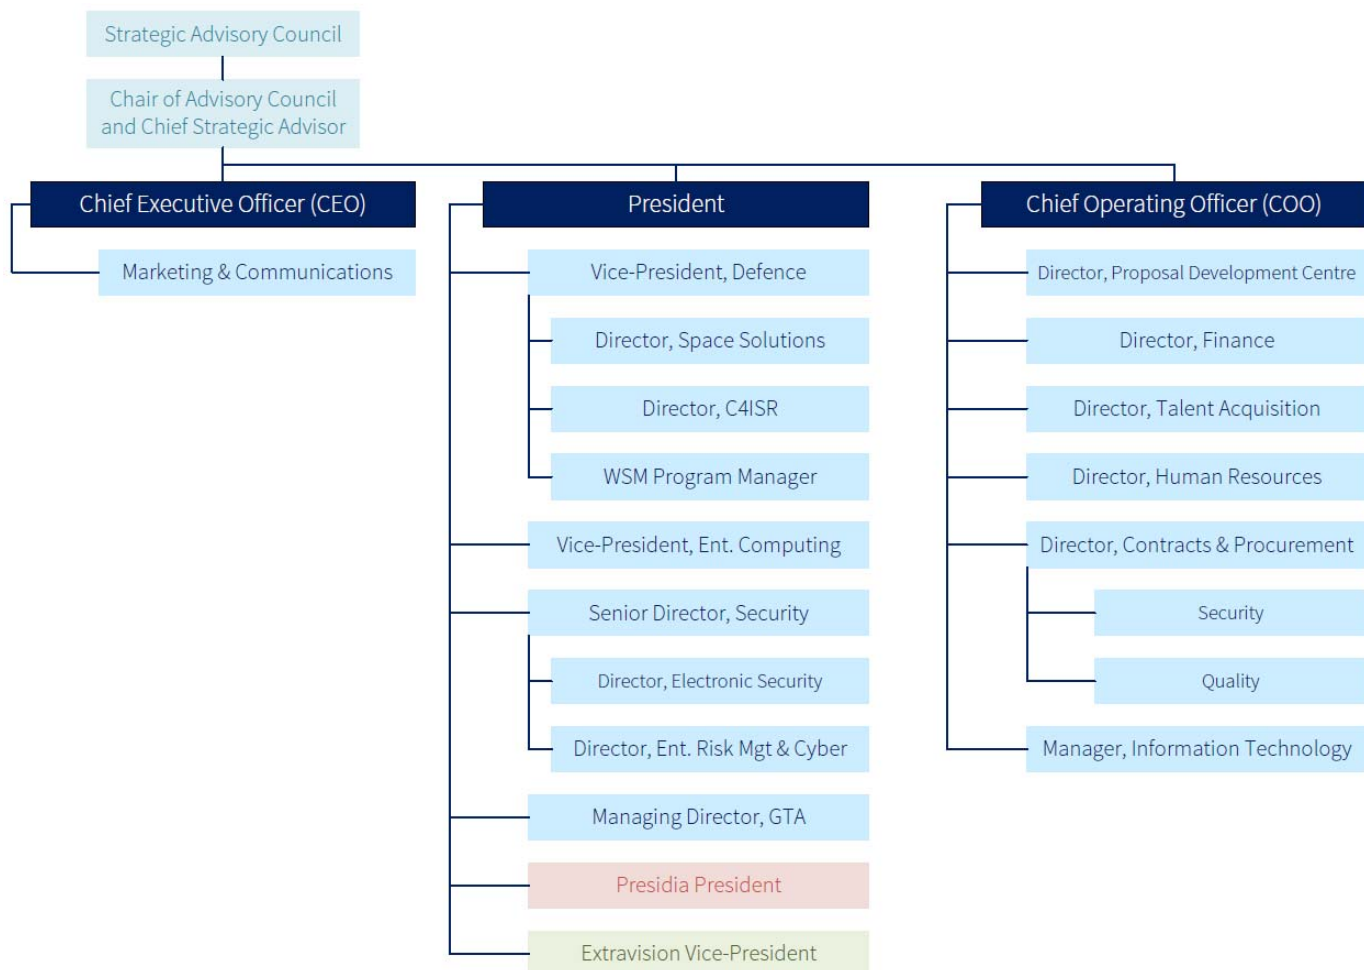 Strategic Advisory Council
Chair of Advisory Council
and Chief Strategic Advisor
Chief Executive Officer (CEO)
Marketing & Communications
President
Vice-President, Defence
Director, Space Solutions
Director, C4ISR
WSM Program Manager
Vice-President, Ent. Computing
Senior Director, Security
Director, Electronic Security
Director, Ent. Risk Mgt & Cyber
Managing Director, GTA
Presidia President
Extravision Vice-President
Chief Operating Officer (COO)
Director, Proposal Development Centre
Director, Finance
Director, Talent Acquisition
Director, Human Resources
Director, Contracts & Procurement
Security
Quality
Manager, Information Technology